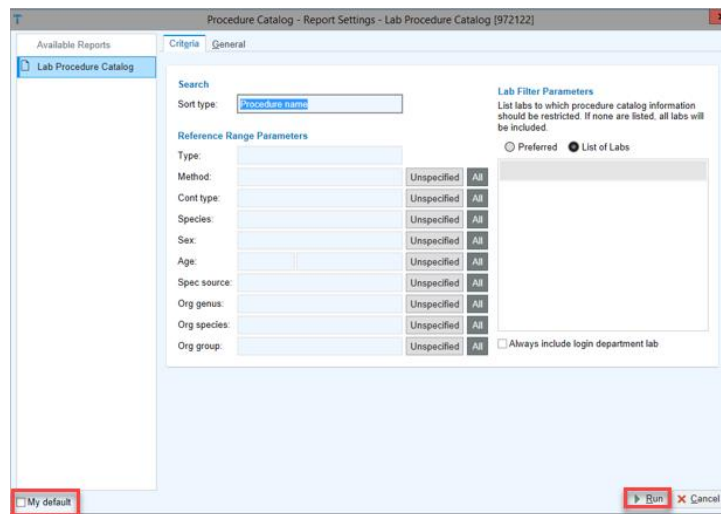 Procedure Catalog - Report Settings - Lab Procedure Catalog [972122]
Available Reports
Lab Procedure Catalog
Criteria General
Search
Sort type: Procedure name
Reference Range Parameters
Type:
Method: Unspecified All
Cont type: Unspecified All
Species: Unspecified All
Sex: Unspecified All
Age: Unspecified All
Spec source: Unspecified All
Org genus: Unspecified All
Org species: Unspecified All
Org group: Unspecified All
Lab Filter Parameters
List labs to which procedure catalog information
should be restricted. If none are listed, all labs will
be included.
Preferred List of Labs
Always include login department lab
My default
Run Cancel